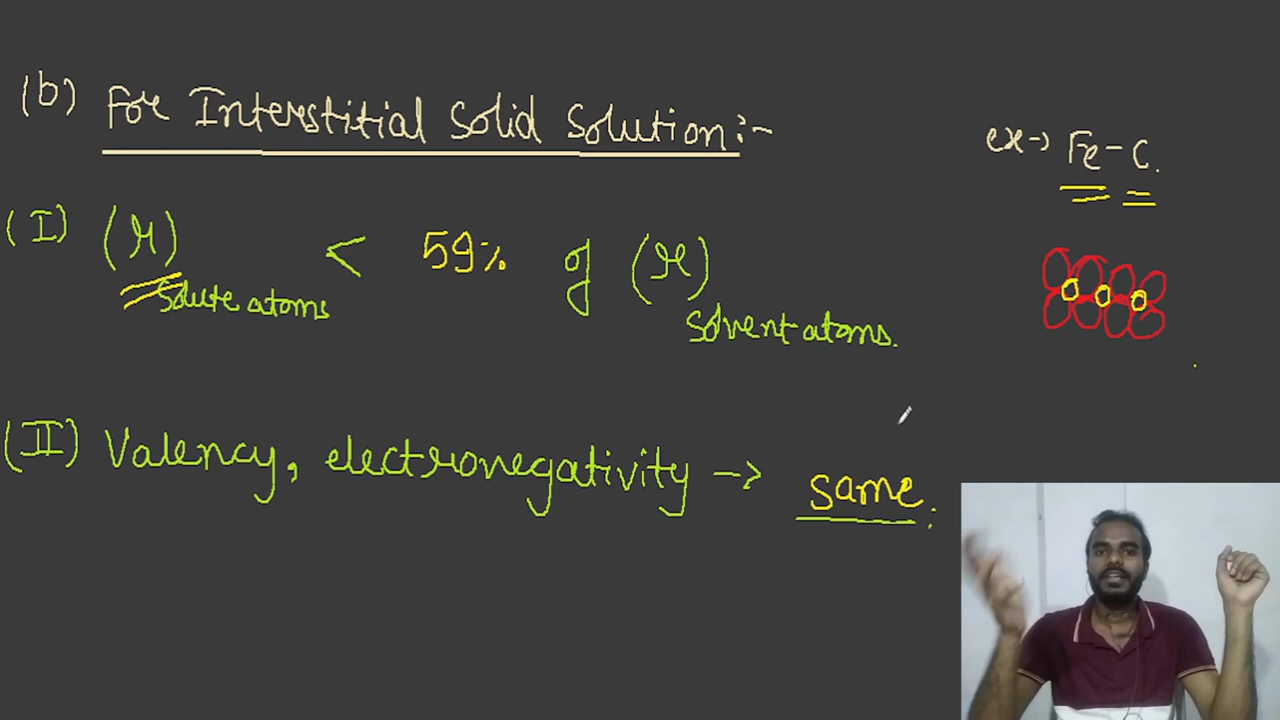 (b) For Interstitial Solid Solution:-
ex→ Fe-C.
(I) (r) < 59% of (r)
solute atoms
solvent atoms.
(II) Valency, electronegativity → same.